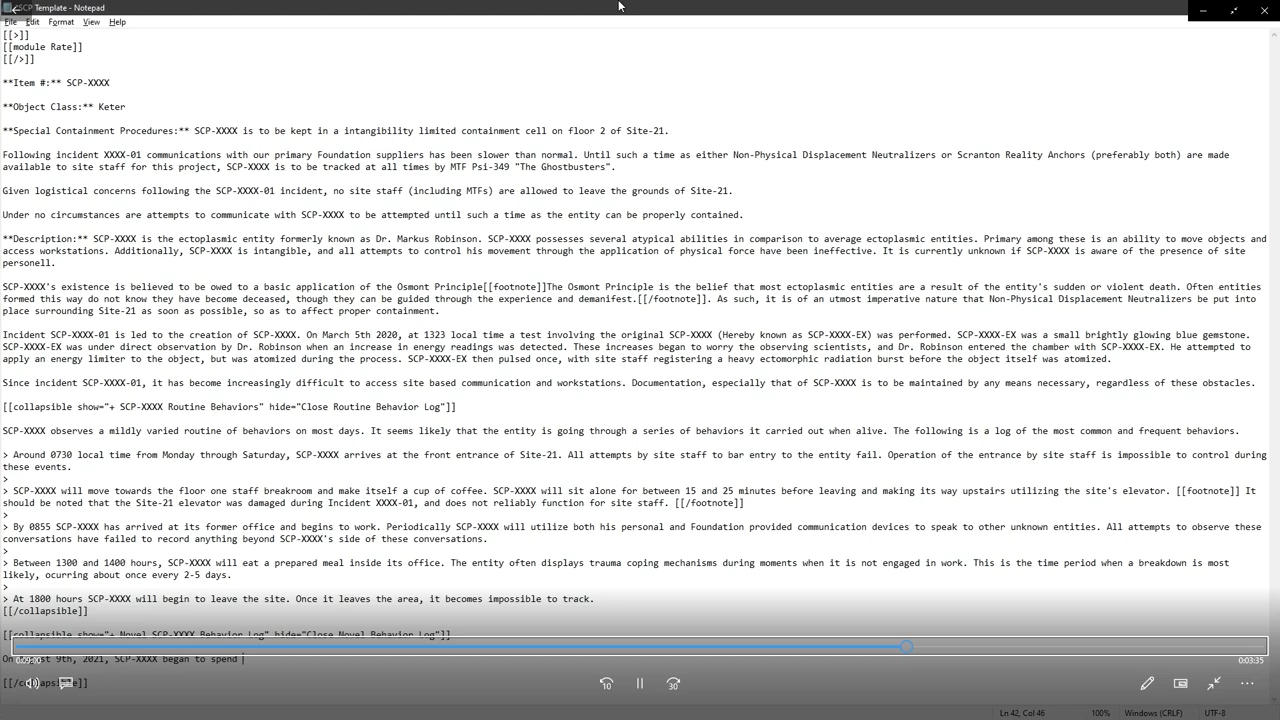 SCP Template - Notepad
File Edit Format View Help
[[>]]
[[module Rate]]
[[/>]]
**Item #:** SCP-XXXX
**Object Class:** Keter
**Special Containment Procedures:** SCP-XXXX is to be kept in a intangibility limited containment cell on floor 2 of Site-21.
Following incident XXXX-01 communications with our primary Foundation suppliers has been slower than normal. Until such a time as either Non-Physical Displacement Neutralizers or Scranton Reality Anchors (preferably both) are made
available to site staff for this project, SCP-XXXX is to be tracked at all times by MTF Psi-349 "The Ghostbusters".
Given logistical concerns following the SCP-XXXX-01 incident, no site staff (including MTFs) are allowed to leave the grounds of Site-21.
Under no circumstances are attempts to communicate with SCP-XXXX to be attempted until such a time as the entity can be properly contained.
**Description:** SCP-XXXX is the ectoplasmic entity formerly known as Dr. Markus Robinson. SCP-XXXX possesses several atypical abilities in comparison to average ectoplasmic entities. Primary among these is an ability to move objects and
access workstations. Additionally, SCP-XXXX is intangible, and all attempts to control his movement through the application of physical force have been ineffective. It is currently unknown if SCP-XXXX is aware of the presence of site
personell.
SCP-XXXX's existence is believed to be owed to a basic application of the Osmont Principle[[footnote]]The Osmont Principle is the belief that most ectoplasmic entities are a result of the entity's sudden or violent death. Often entities
formed this way do not know they have become deceased, though they can be guided through the experience and demanifest.[[/footnote]]. As such, it is of an utmost imperative nature that Non-Physical Displacement Neutralizers be put into
place surrounding Site-21 as soon as possible, so as to affect proper containment.
Incident SCP-XXXX-01 is led to the creation of SCP-XXXX. On March 5th 2020, at 1323 local time a test involving the original SCP-XXXX (Hereby known as SCP-XXXX-EX) was performed. SCP-XXXX-EX was a small brightly glowing blue gemstone.
SCP-XXXX-EX was under direct observation by Dr. Robinson when an increase in energy readings was detected. These increases began to worry the observing scientists, and Dr. Robinson entered the chamber with SCP-XXXX-EX. He attempted to
apply an energy limiter to the object, but was atomized during the process. SCP-XXXX-EX then pulsed once, with site staff registering a heavy ectomorphic radiation burst before the object itself was atomized.
Since incident SCP-XXXX-01, it has become increasingly difficult to access site based communication and workstations. Documentation, especially that of SCP-XXXX is to be maintained by any means necessary, regardless of these obstacles.
[[collapsible show="+ SCP-XXXX Routine Behaviors" hide="Close Routine Behavior Log"]]
SCP-XXXX observes a mildly varied routine of behaviors on most days. It seems likely that the entity is going through a series of behaviors it carried out when alive. The following is a log of the most common and frequent behaviors.
> Around 0730 local time from Monday through Saturday, SCP-XXXX arrives at the front entrance of Site-21. All attempts by site staff to bar entry to the entity fail. Operation of the entrance by site staff is impossible to control during
these events.
>
> SCP-XXXX will move towards the floor one staff breakroom and make itself a cup of coffee. SCP-XXXX will sit alone for between 15 and 25 minutes before leaving and making its way upstairs utilizing the site's elevator. [[footnote]] It
should be noted that the Site-21 elevator was damaged during Incident XXXX-01, and does not reliably function for site staff. [[/footnote]]
>
> By 0855 SCP-XXXX has arrived at its former office and begins to work. Periodically SCP-XXXX will utilize both his personal and Foundation provided communication devices to speak to other unknown entities. All attempts to observe these
conversations have failed to record anything beyond SCP-XXXX's side of these conversations.
>
> Between 1300 and 1400 hours, SCP-XXXX will eat a prepared meal inside its office. The entity often displays trauma coping mechanisms during moments when it is not engaged in work. This is the time period when a breakdown is most
likely, ocurring about once every 2-5 days.
>
> At 1800 hours SCP-XXXX will begin to leave the site. Once it leaves the area, it becomes impossible to track.
[[/collapsible]]
[[collapsible show="+ Novel SCP-XXXX Behavior Log" hide="Close Novel Behavior Log"]]
On 9th, 2021, SCP-XXXX began to spend
0:09:00 0:03:35
[[/collapsible]]
10 30
Ln 42, Col 46 100% Windows (CRLF) UTF-8